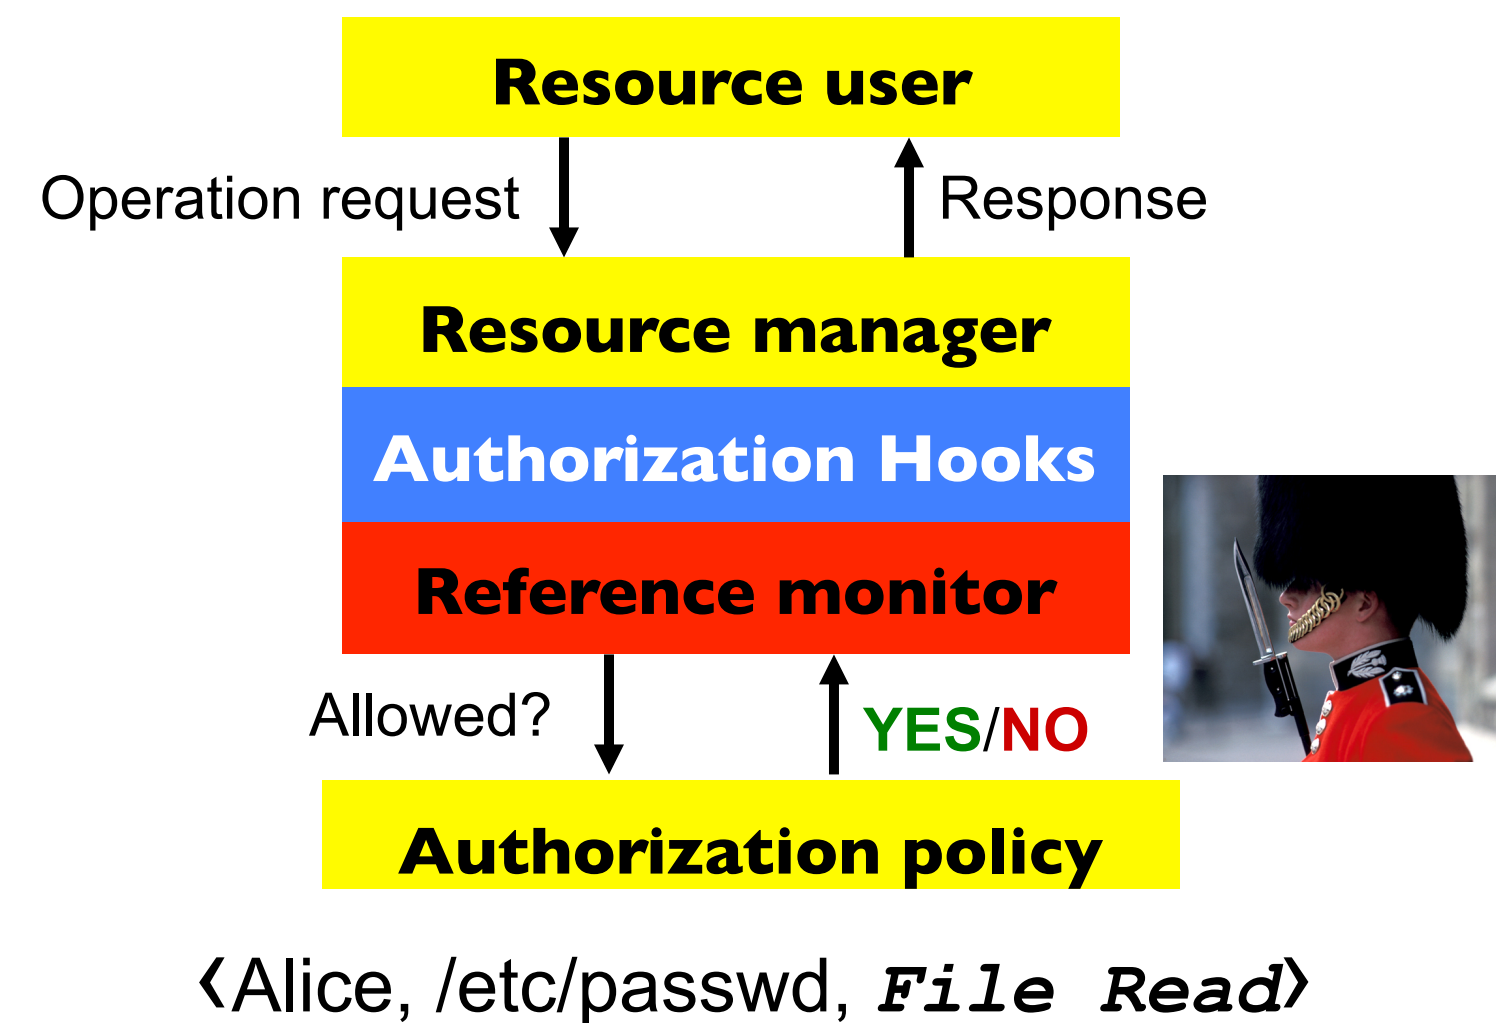 Resource user
Operation request
Response
Resource manager
Authorization Hooks
Reference monitor
Allowed?
YES/NO
Authorization policy
❬Alice, /etc/passwd, File Read❭